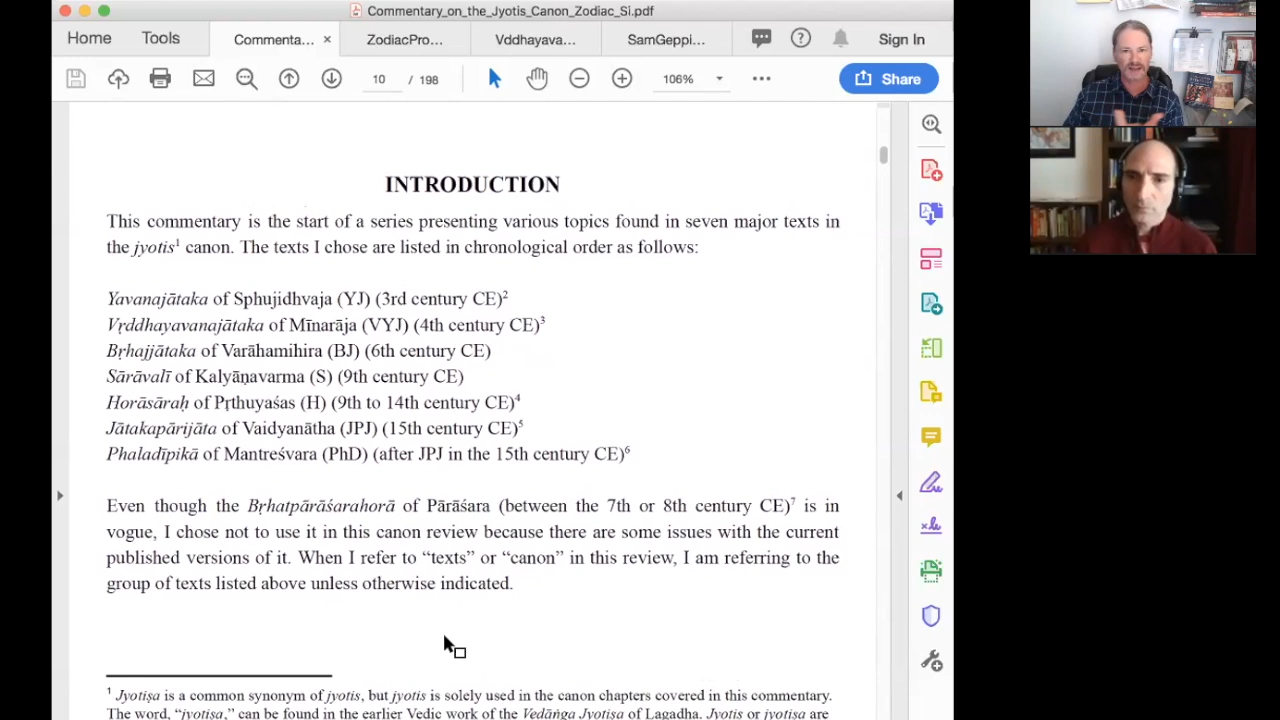 Commentary_on_the_Jyotis_Canon_Zodiac_Si.pdf
Home
Tools
Commenta...
×
ZodiacPro...
Vddhayava...
SamGeppi...
Sign In
10 / 198
106%
Share
INTRODUCTION
This commentary is the start of a series presenting various topics found in seven major texts in
the jyotis¹ canon. The texts I chose are listed in chronological order as follows:
Yavanajātaka of Sphujidhvaja (YJ) (3rd century CE)²
Vṛddhayavanajātaka of Mīnarāja (VYJ) (4th century CE)³
Bṛhajjātaka of Varāhamihira (BJ) (6th century CE)
Sārāvalī of Kalyāṇavarma (S) (9th century CE)
Horāsāraḥ of Pṛthuyaśas (H) (9th to 14th century CE)⁴
Jātakapārijāta of Vaidyanātha (JPJ) (15th century CE)⁵
Phaladīpikā of Mantreśvara (PhD) (after JPJ in the 15th century CE)⁶
Even though the Bṛhatpārāśarahorā of Pārāśara (between the 7th or 8th century CE)⁷ is in
vogue, I chose not to use it in this canon review because there are some issues with the current
published versions of it. When I refer to “texts” or “canon” in this review, I am referring to the
group of texts listed above unless otherwise indicated.
¹ Jyotiṣa is a common synonym of jyotis, but jyotis is solely used in the canon chapters covered in this commentary.
The word, “jyotiṣa,” can be found in the earlier Vedic work of the Vedāṅga Jyotiṣa of Lagadha. Jyotis or jyotiṣa are